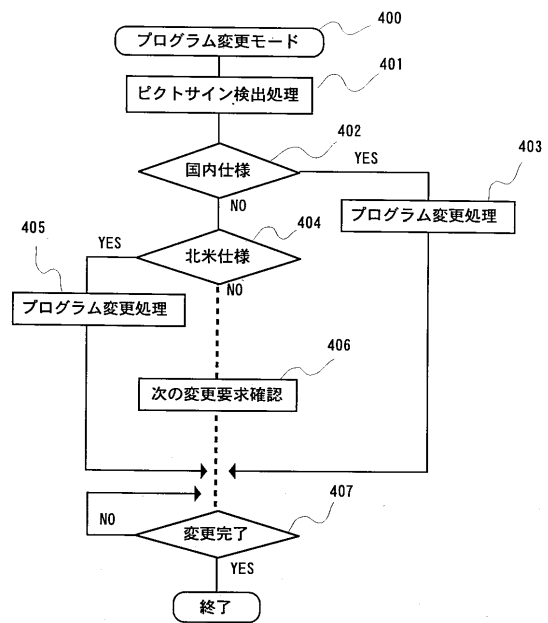 400
プログラム変更モード
401
ピクトサイン検出処理
402
国内仕様
YES
403
NO
プログラム変更処理
404
405
YES
北米仕様
NO
プログラム変更処理
406
次の変更要求確認
407
NO
変更完了
YES
終了